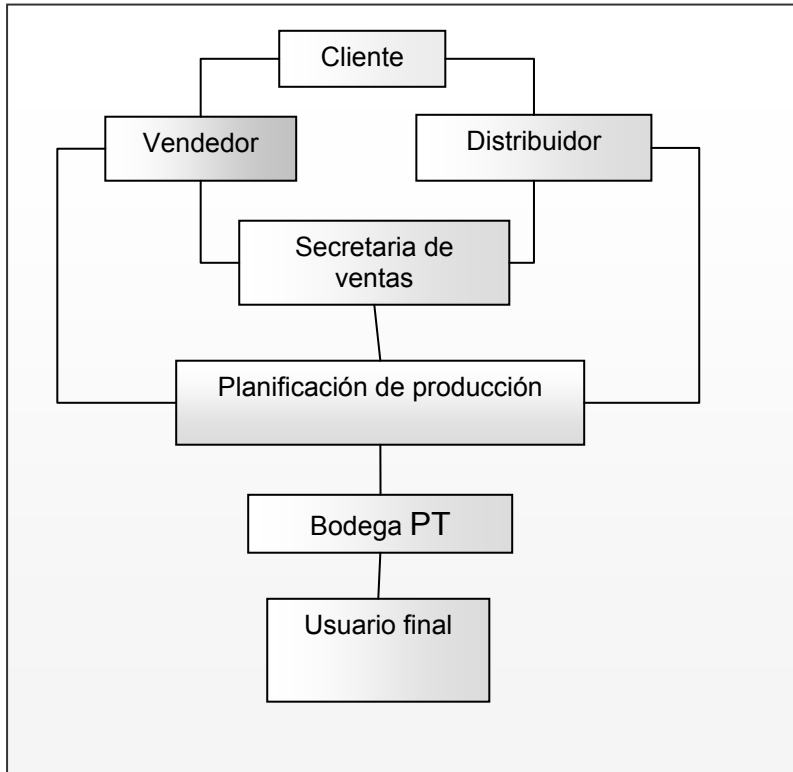 Cliente
Vendedor
Distribuidor
Secretaria de
ventas
Planificación de producción
Bodega PT
Usuario final